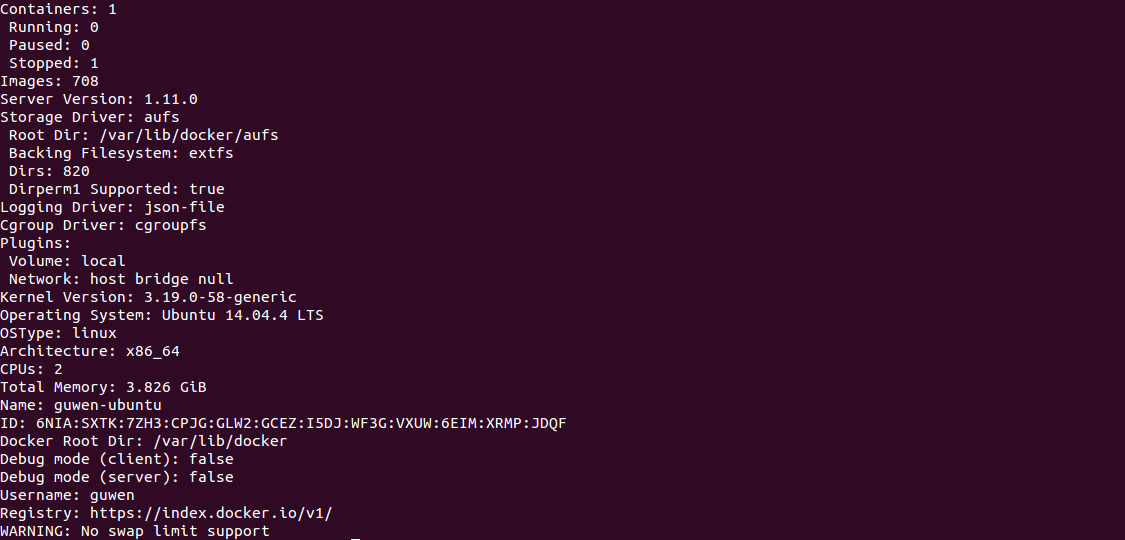 Containers: 1
 Running: 0
 Paused: 0
 Stopped: 1
Images: 708
Server Version: 1.11.0
Storage Driver: aufs
 Root Dir: /var/lib/docker/aufs
 Backing Filesystem: extfs
 Dirs: 820
 Dirperm1 Supported: true
Logging Driver: json-file
Cgroup Driver: cgroupfs
Plugins:
 Volume: local
 Network: host bridge null
Kernel Version: 3.19.0-58-generic
Operating System: Ubuntu 14.04.4 LTS
OSType: linux
Architecture: x86_64
CPUs: 2
Total Memory: 3.826 GiB
Name: guwen-ubuntu
ID: 6NIA:SXTK:7ZH3:CPJG:GLW2:GCEZ:I5DJ:WF3G:VXUW:6EIM:XRMP:JDQF
Docker Root Dir: /var/lib/docker
Debug mode (client): false
Debug mode (server): false
Username: guwen
Registry: https://index.docker.io/v1/
WARNING: No swap limit support